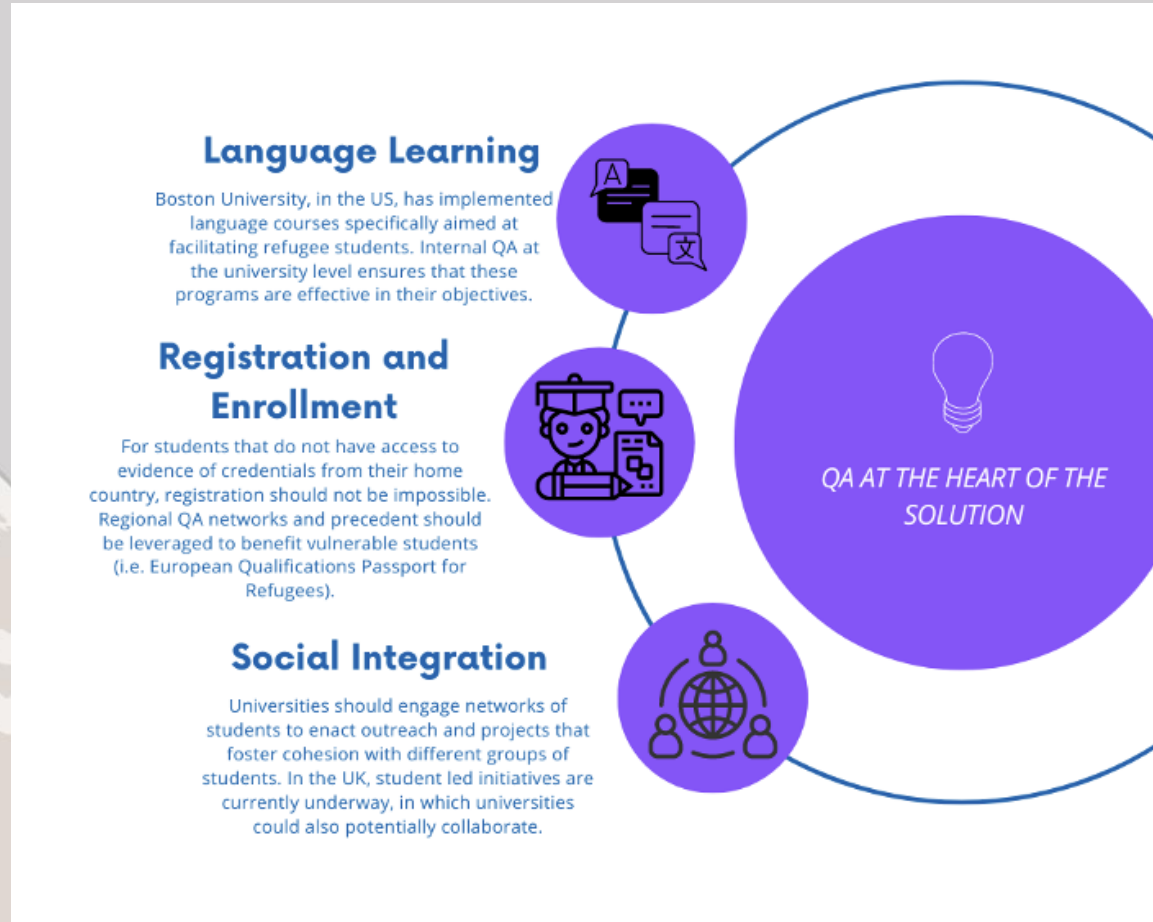 Language Learning
Boston University, in the US, has implemented
language courses specifically aimed at
facilitating refugee students. Internal QA at
the university level ensures that these
programs are effective in their objectives.
A
文
Registration and
Enrollment
For students that do not have access to
evidence of credentials from their home
country, registration should not be impossible.
Regional QA networks and precedent should
be leveraged to benefit vulnerable students
(i.e. European Qualifications Passport for
Refugees).
Social Integration
Universities should engage networks of
students to enact outreach and projects that
foster cohesion with different groups of
students. In the UK, student led initiatives are
currently underway, in which universities
could also potentially collaborate.
QA AT THE HEART OF THE
SOLUTION